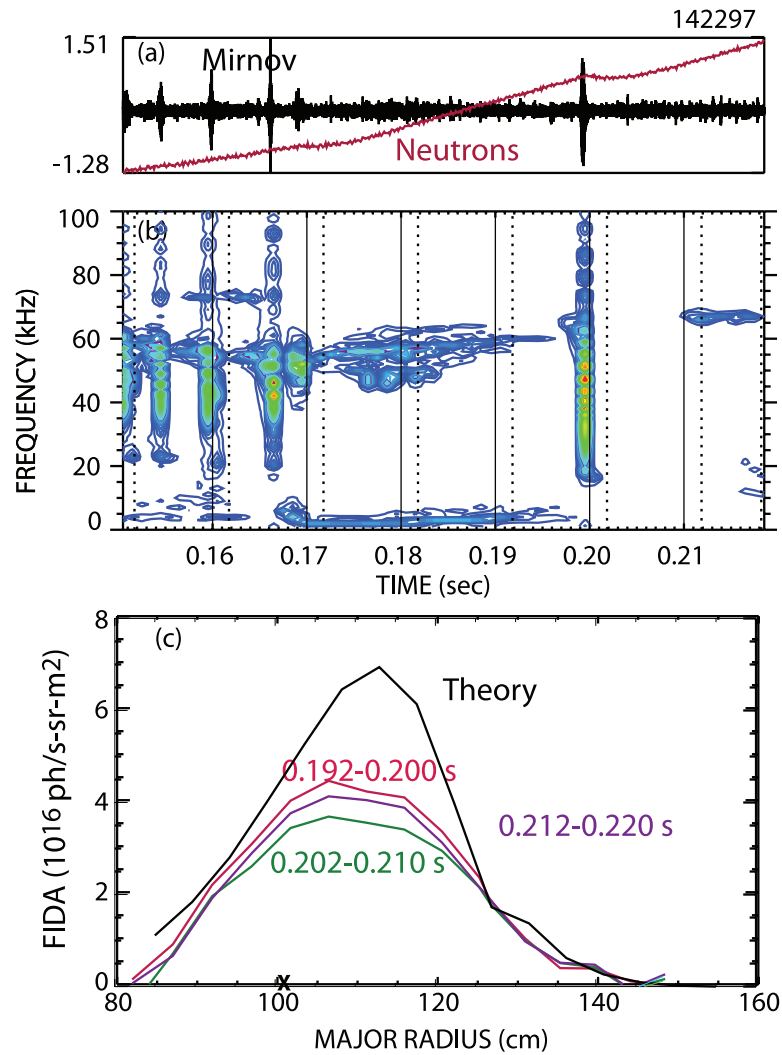 142297
1.51
(a)
Mirnov
Neutrons
-1.28
100
(b)
80
60
40
20
0
FREQUENCY (kHz)
0.16 0.17 0.18 0.19 0.20 0.21
TIME (sec)
8
(c)
6
Theory
0.192-0.200 s
4
0.212-0.220 s
0.202-0.210 s
2
0
x
FIDA (10¹⁶ ph/s-sr-m²)
80 100 120 140 160
MAJOR RADIUS (cm)